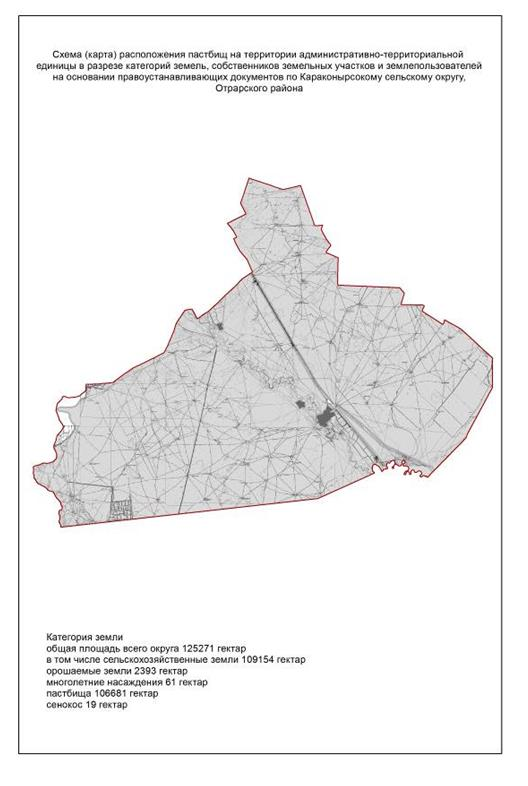 Схема (карта) расположения пастбищ на территории административно-территориальной
единицы в разрезе категорий земель, собственников земельных участков и землепользователей
на основании правоустанавливающих документов по Караконырсокому сельскому округу,
Отрарского района
Категория земли
общая площадь всего округа 125271 гектар
в том числе сельскохозяйственные земли 109154 гектар
орошаемые земли 2393 гектар
многолетние насаждения 61 гектар
пастбища 106681 гектар
сенокос 19 гектар